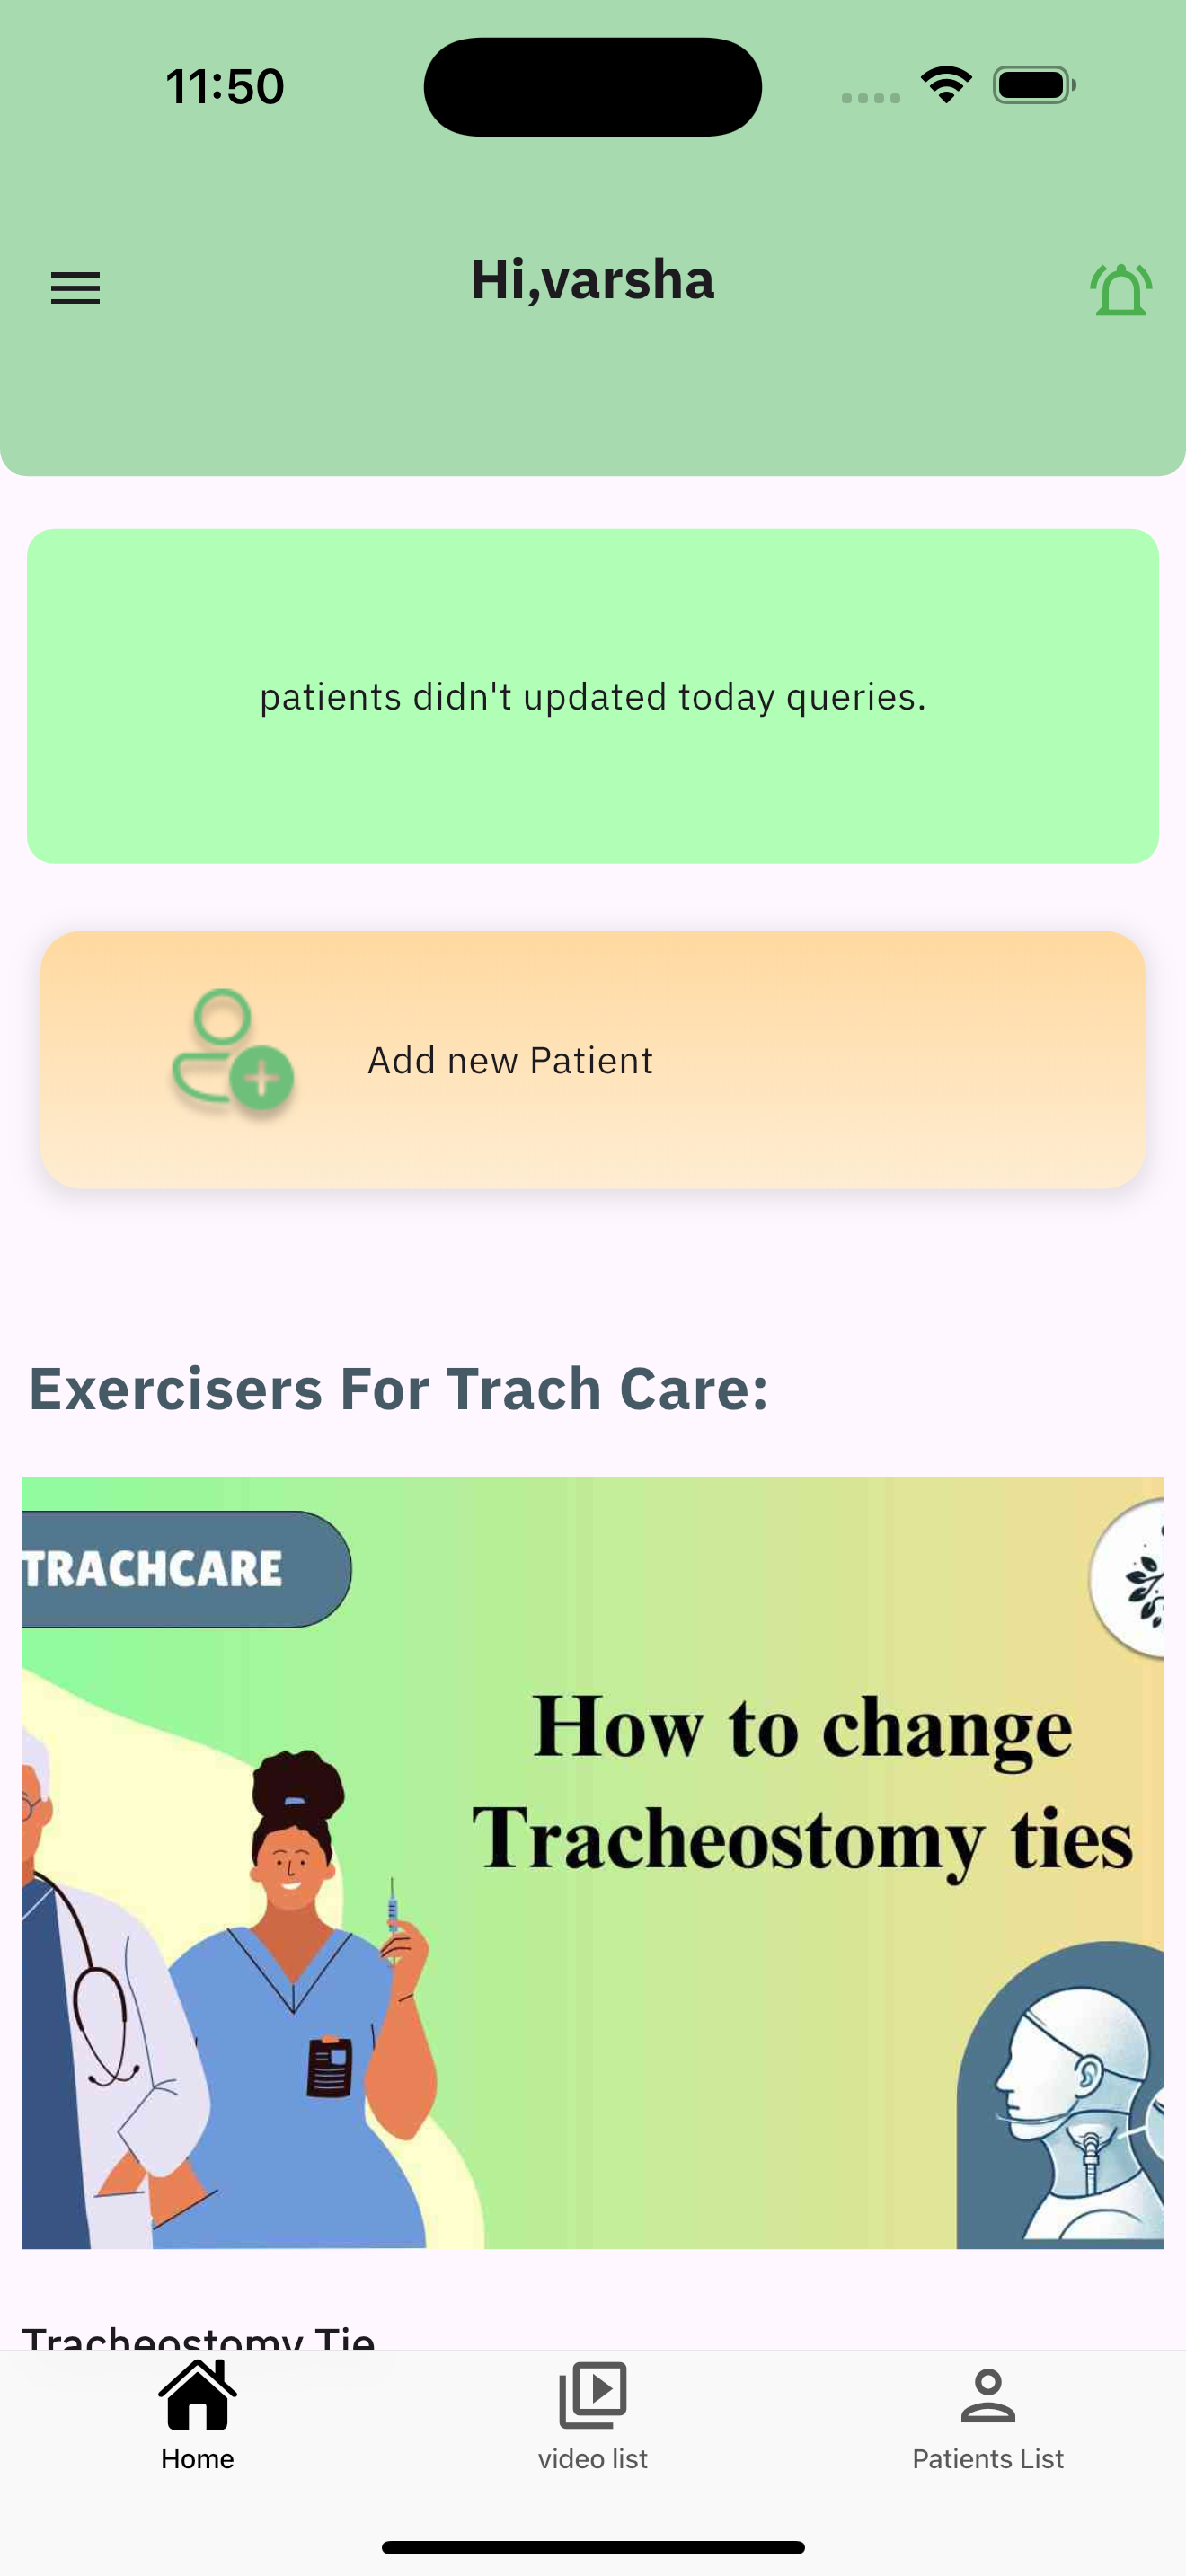 11:50
Hi,varsha
patients didn't updated today queries.
Add new Patient
Exercisers For Trach Care:
TRACHCARE
How to change
Tracheostomy ties
Tracheostomy Tie
Home
video list
Patients List